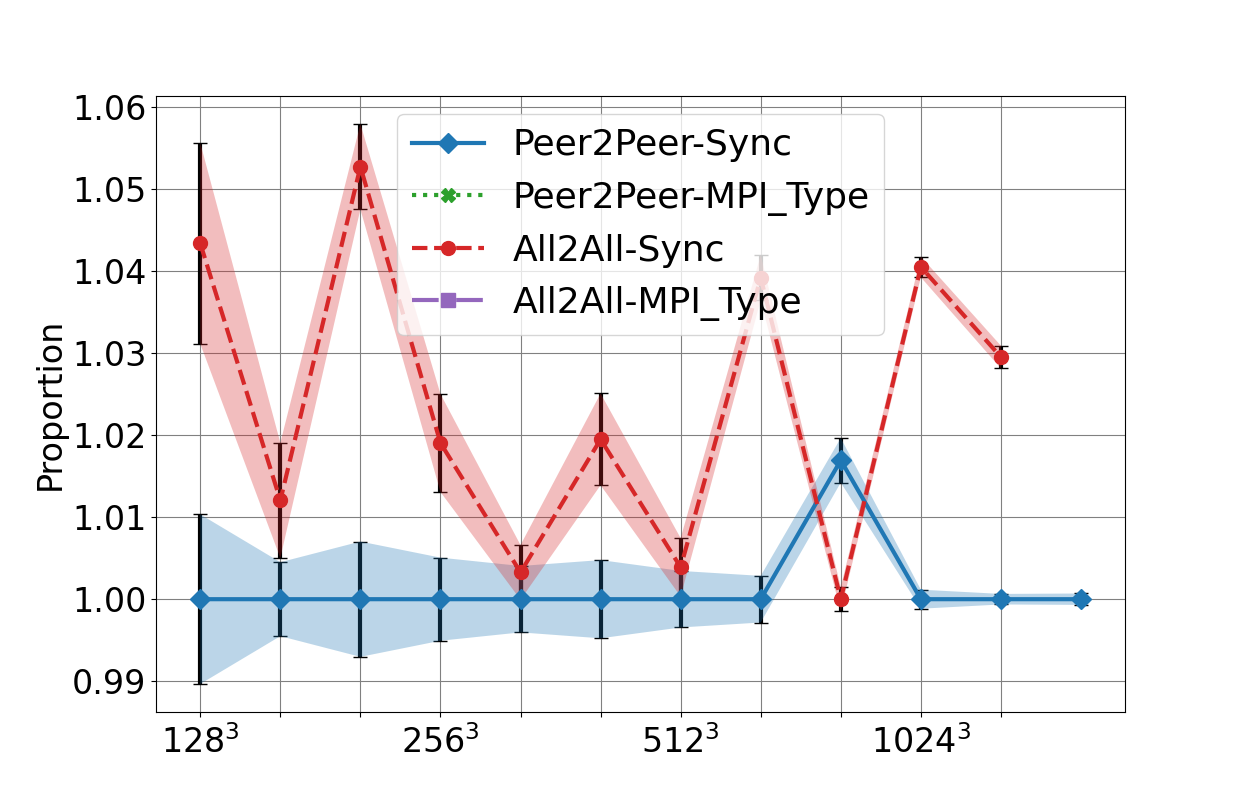 1.06
1.05
1.04
1.03
1.02
1.01
1.00
0.99
Proportion
Peer2Peer-Sync
Peer2Peer-MPI_Type
All2All-Sync
All2All-MPI_Type
128³ 256³ 512³ 1024³